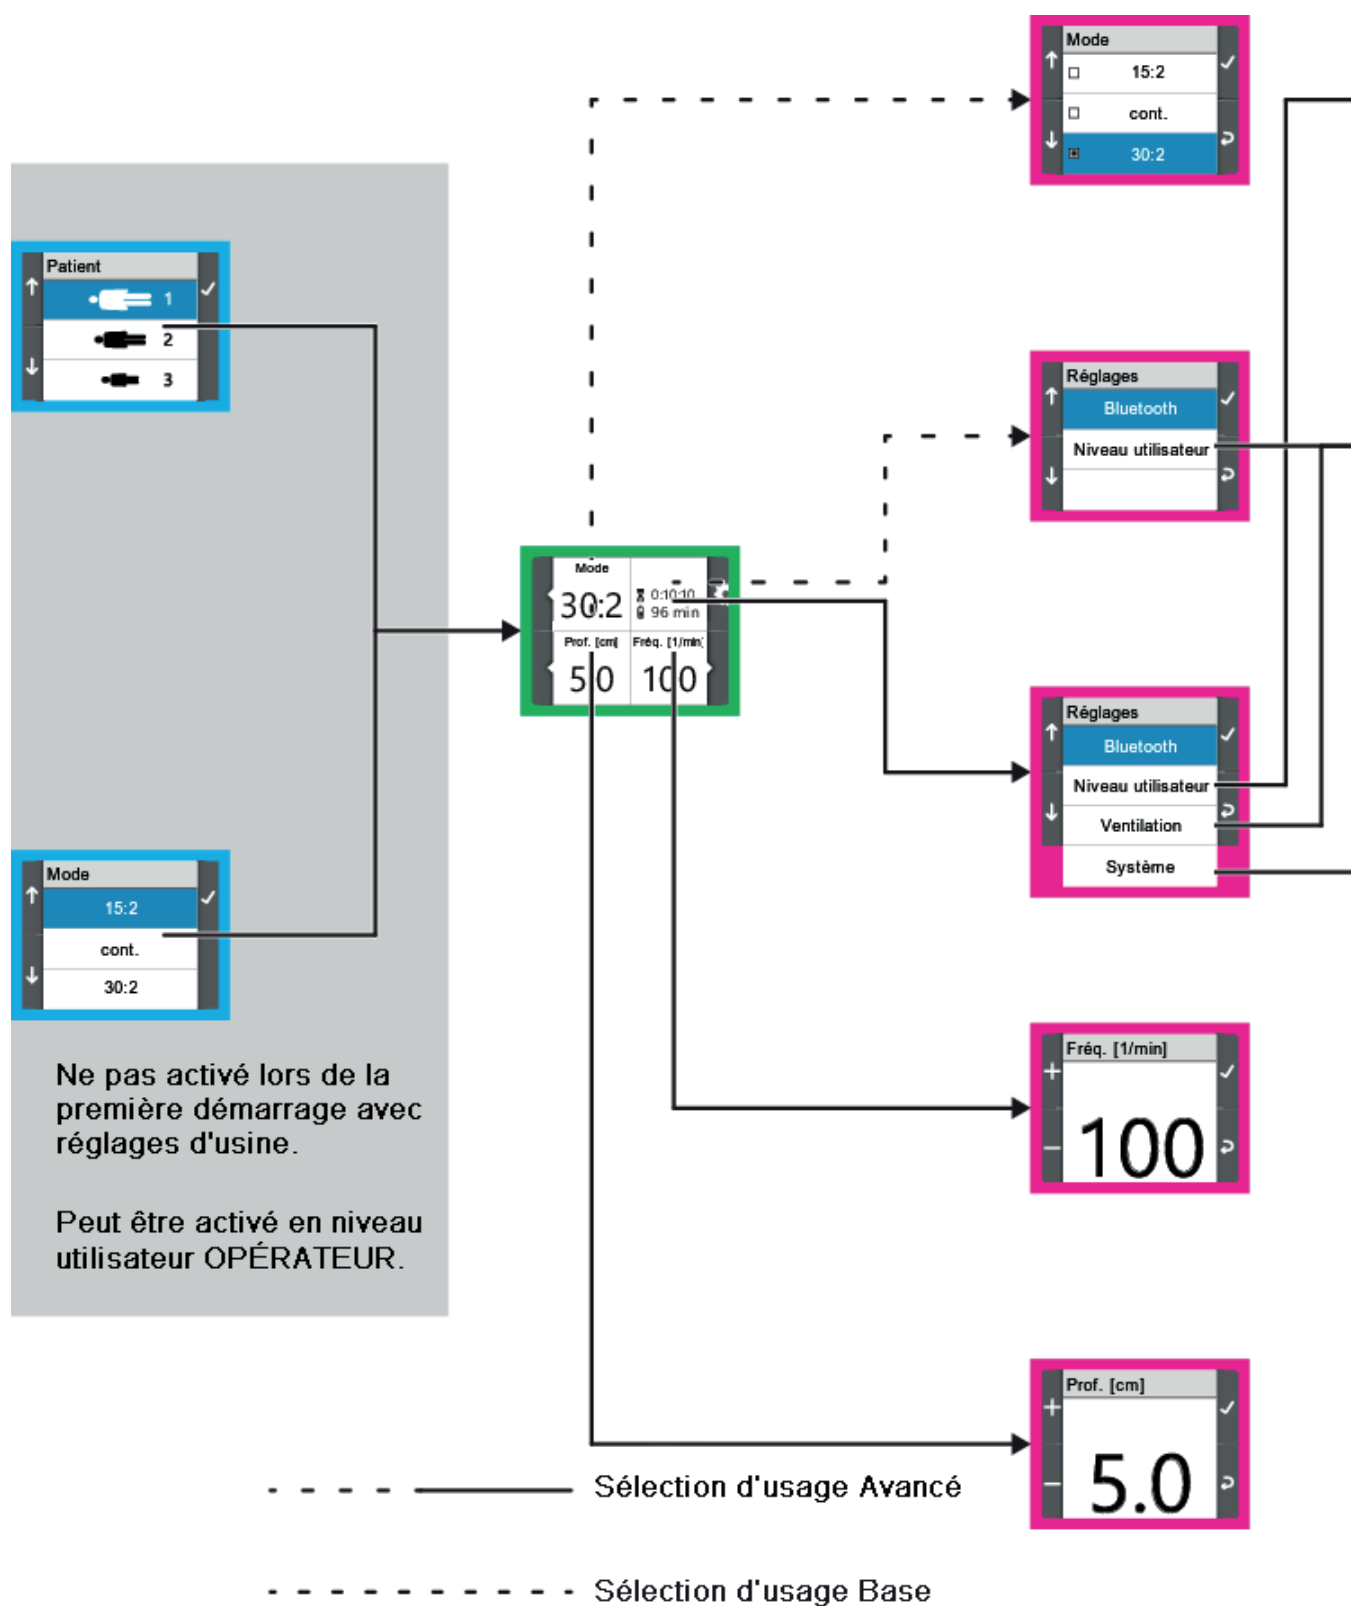 Mode
15:2
cont.
30:2
Patient
1
2
3
Réglages
Bluetooth
Niveau utilisateur
Mode
30:2
0:10:10
96 min
Prof. [cm]
Fréq. [1/min]
5.0
100
Réglages
Bluetooth
Niveau utilisateur
Ventilation
Système
Mode
15:2
cont.
30:2
Ne pas activé lors de la
première démarrage avec
réglages d'usine.
Peut être activé en niveau
utilisateur OPÉRATEUR.
Fréq. [1/min]
100
Prof. [cm]
5.0
Sélection d'usage Avancé
Sélection d'usage Base